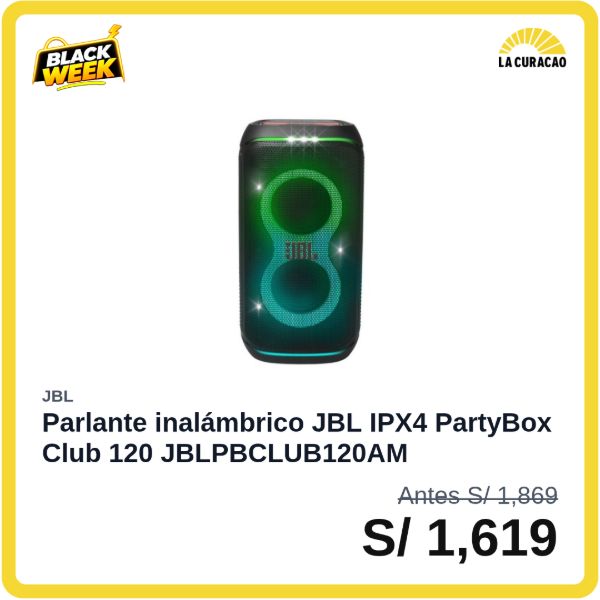 BLACK
WEEK
LA CURACAO
JBL
JBL
Parlante inalámbrico JBL IPX4 PartyBox
Club 120 JBLPBCLUB120AM
Antes S/ 1,869
S/ 1,619